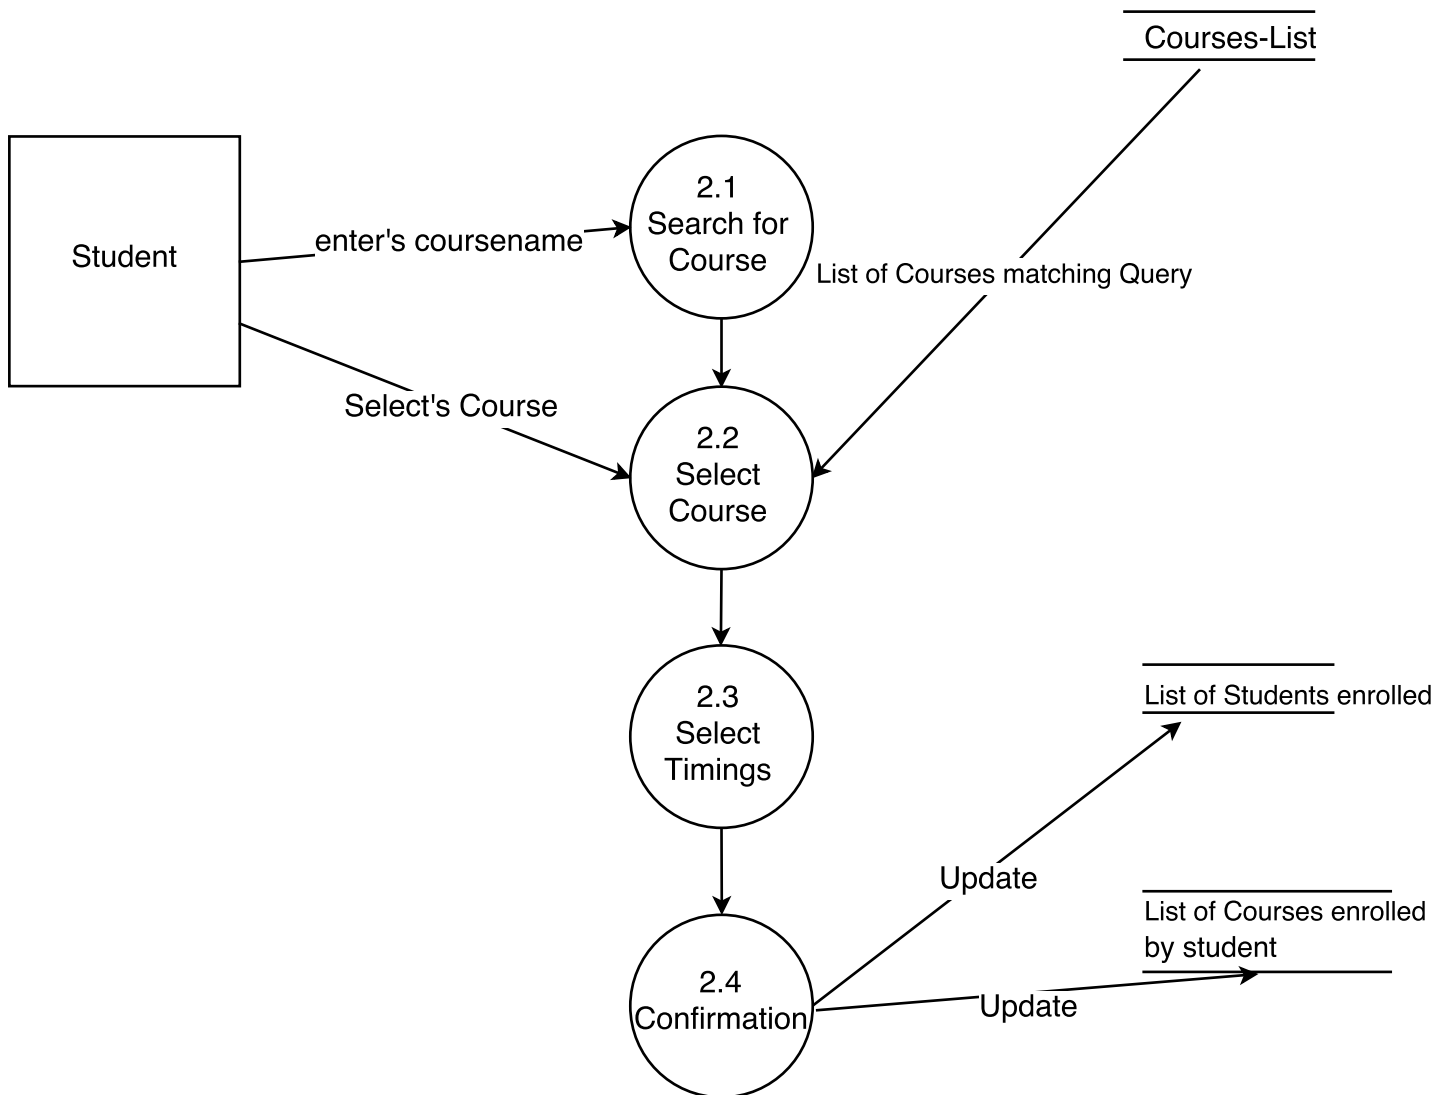 Courses-List
2.1
Search for
Course
enter's coursename
Student
List of Courses matching Query
Select's Course
2.2
Select
Course
2.3
Select
Timings
List of Students enrolled
Update
List of Courses enrolled
by student
2.4
Confirmation
Update